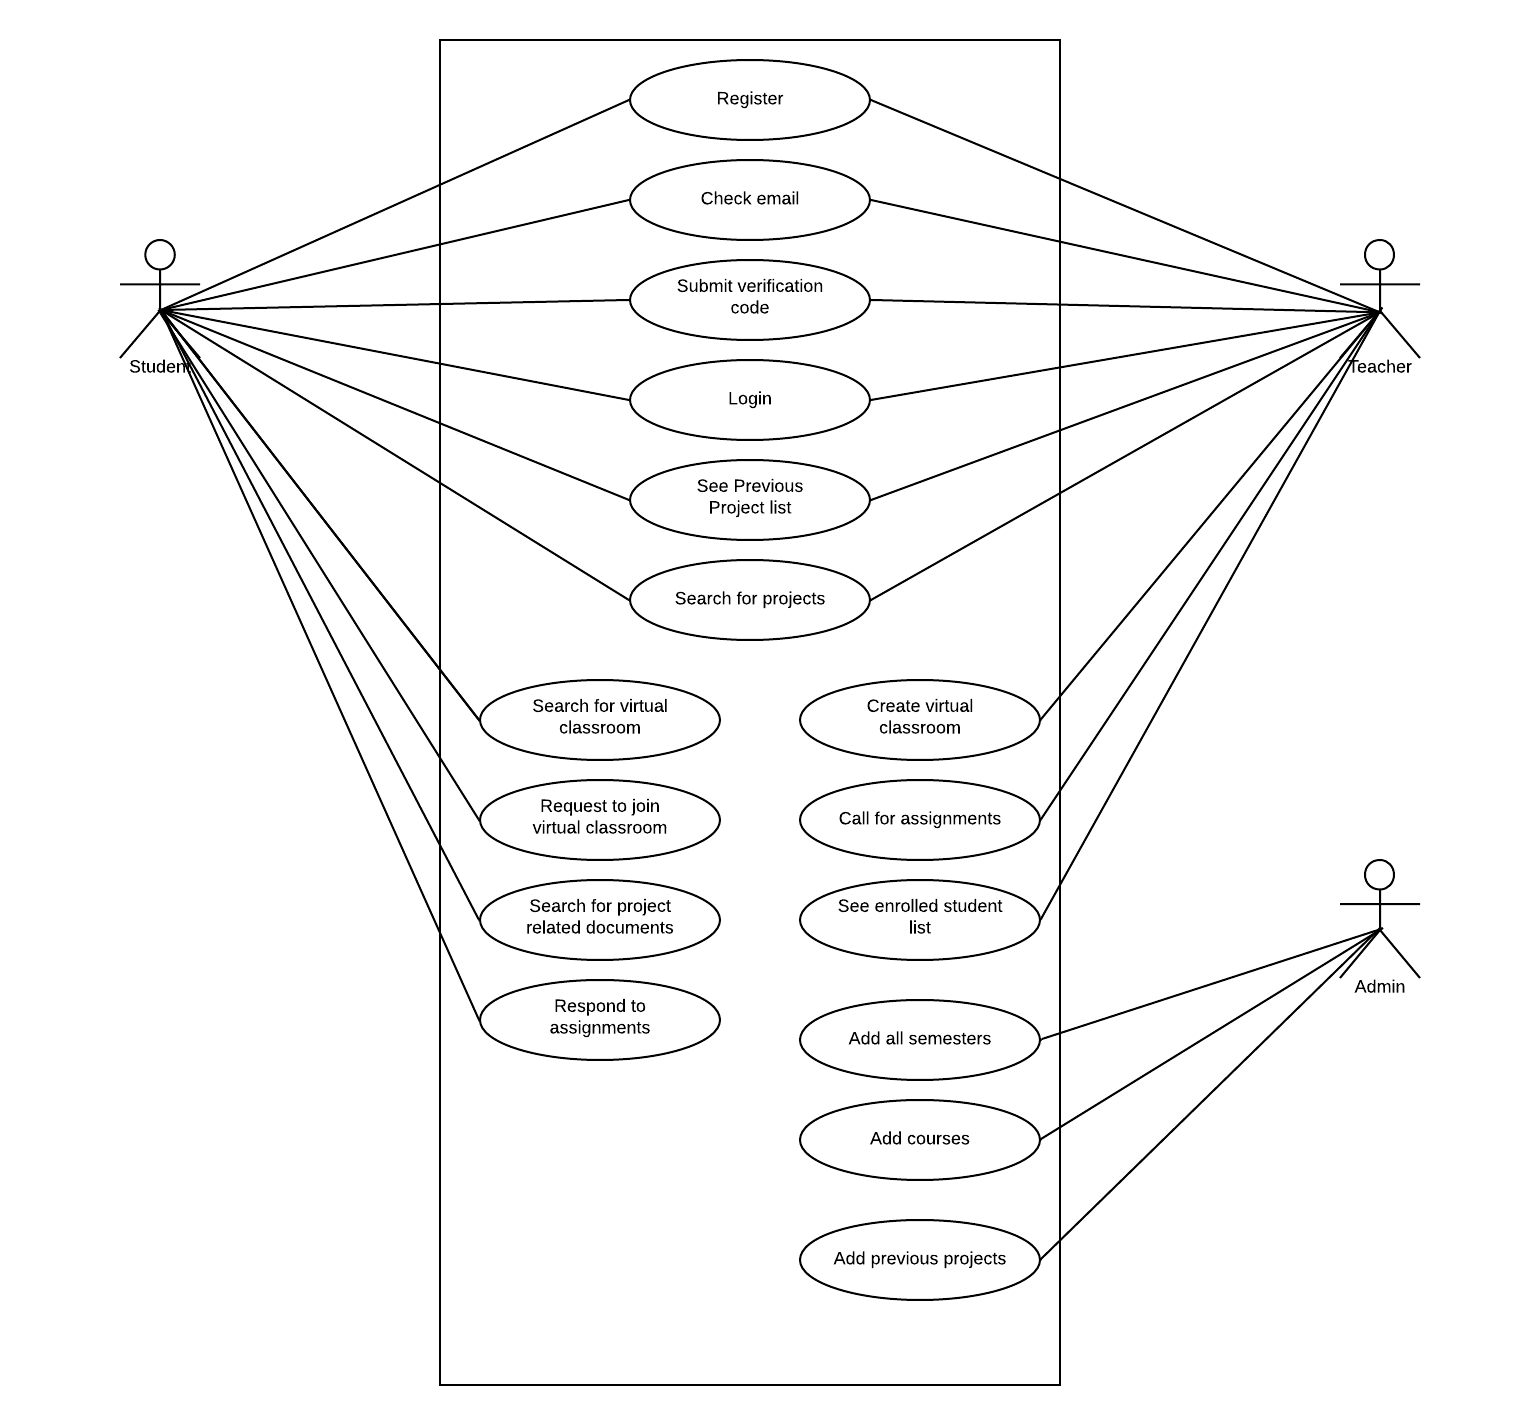 Register
Check email
Submit verification
code
Student
Teacher
Login
See Previous
Project list
Search for projects
Search for virtual
classroom
Create virtual
classroom
Request to join
virtual classroom
Call for assignments
Search for project
related documents
See enrolled student
list
Admin
Respond to
assignments
Add all semesters
Add courses
Add previous projects